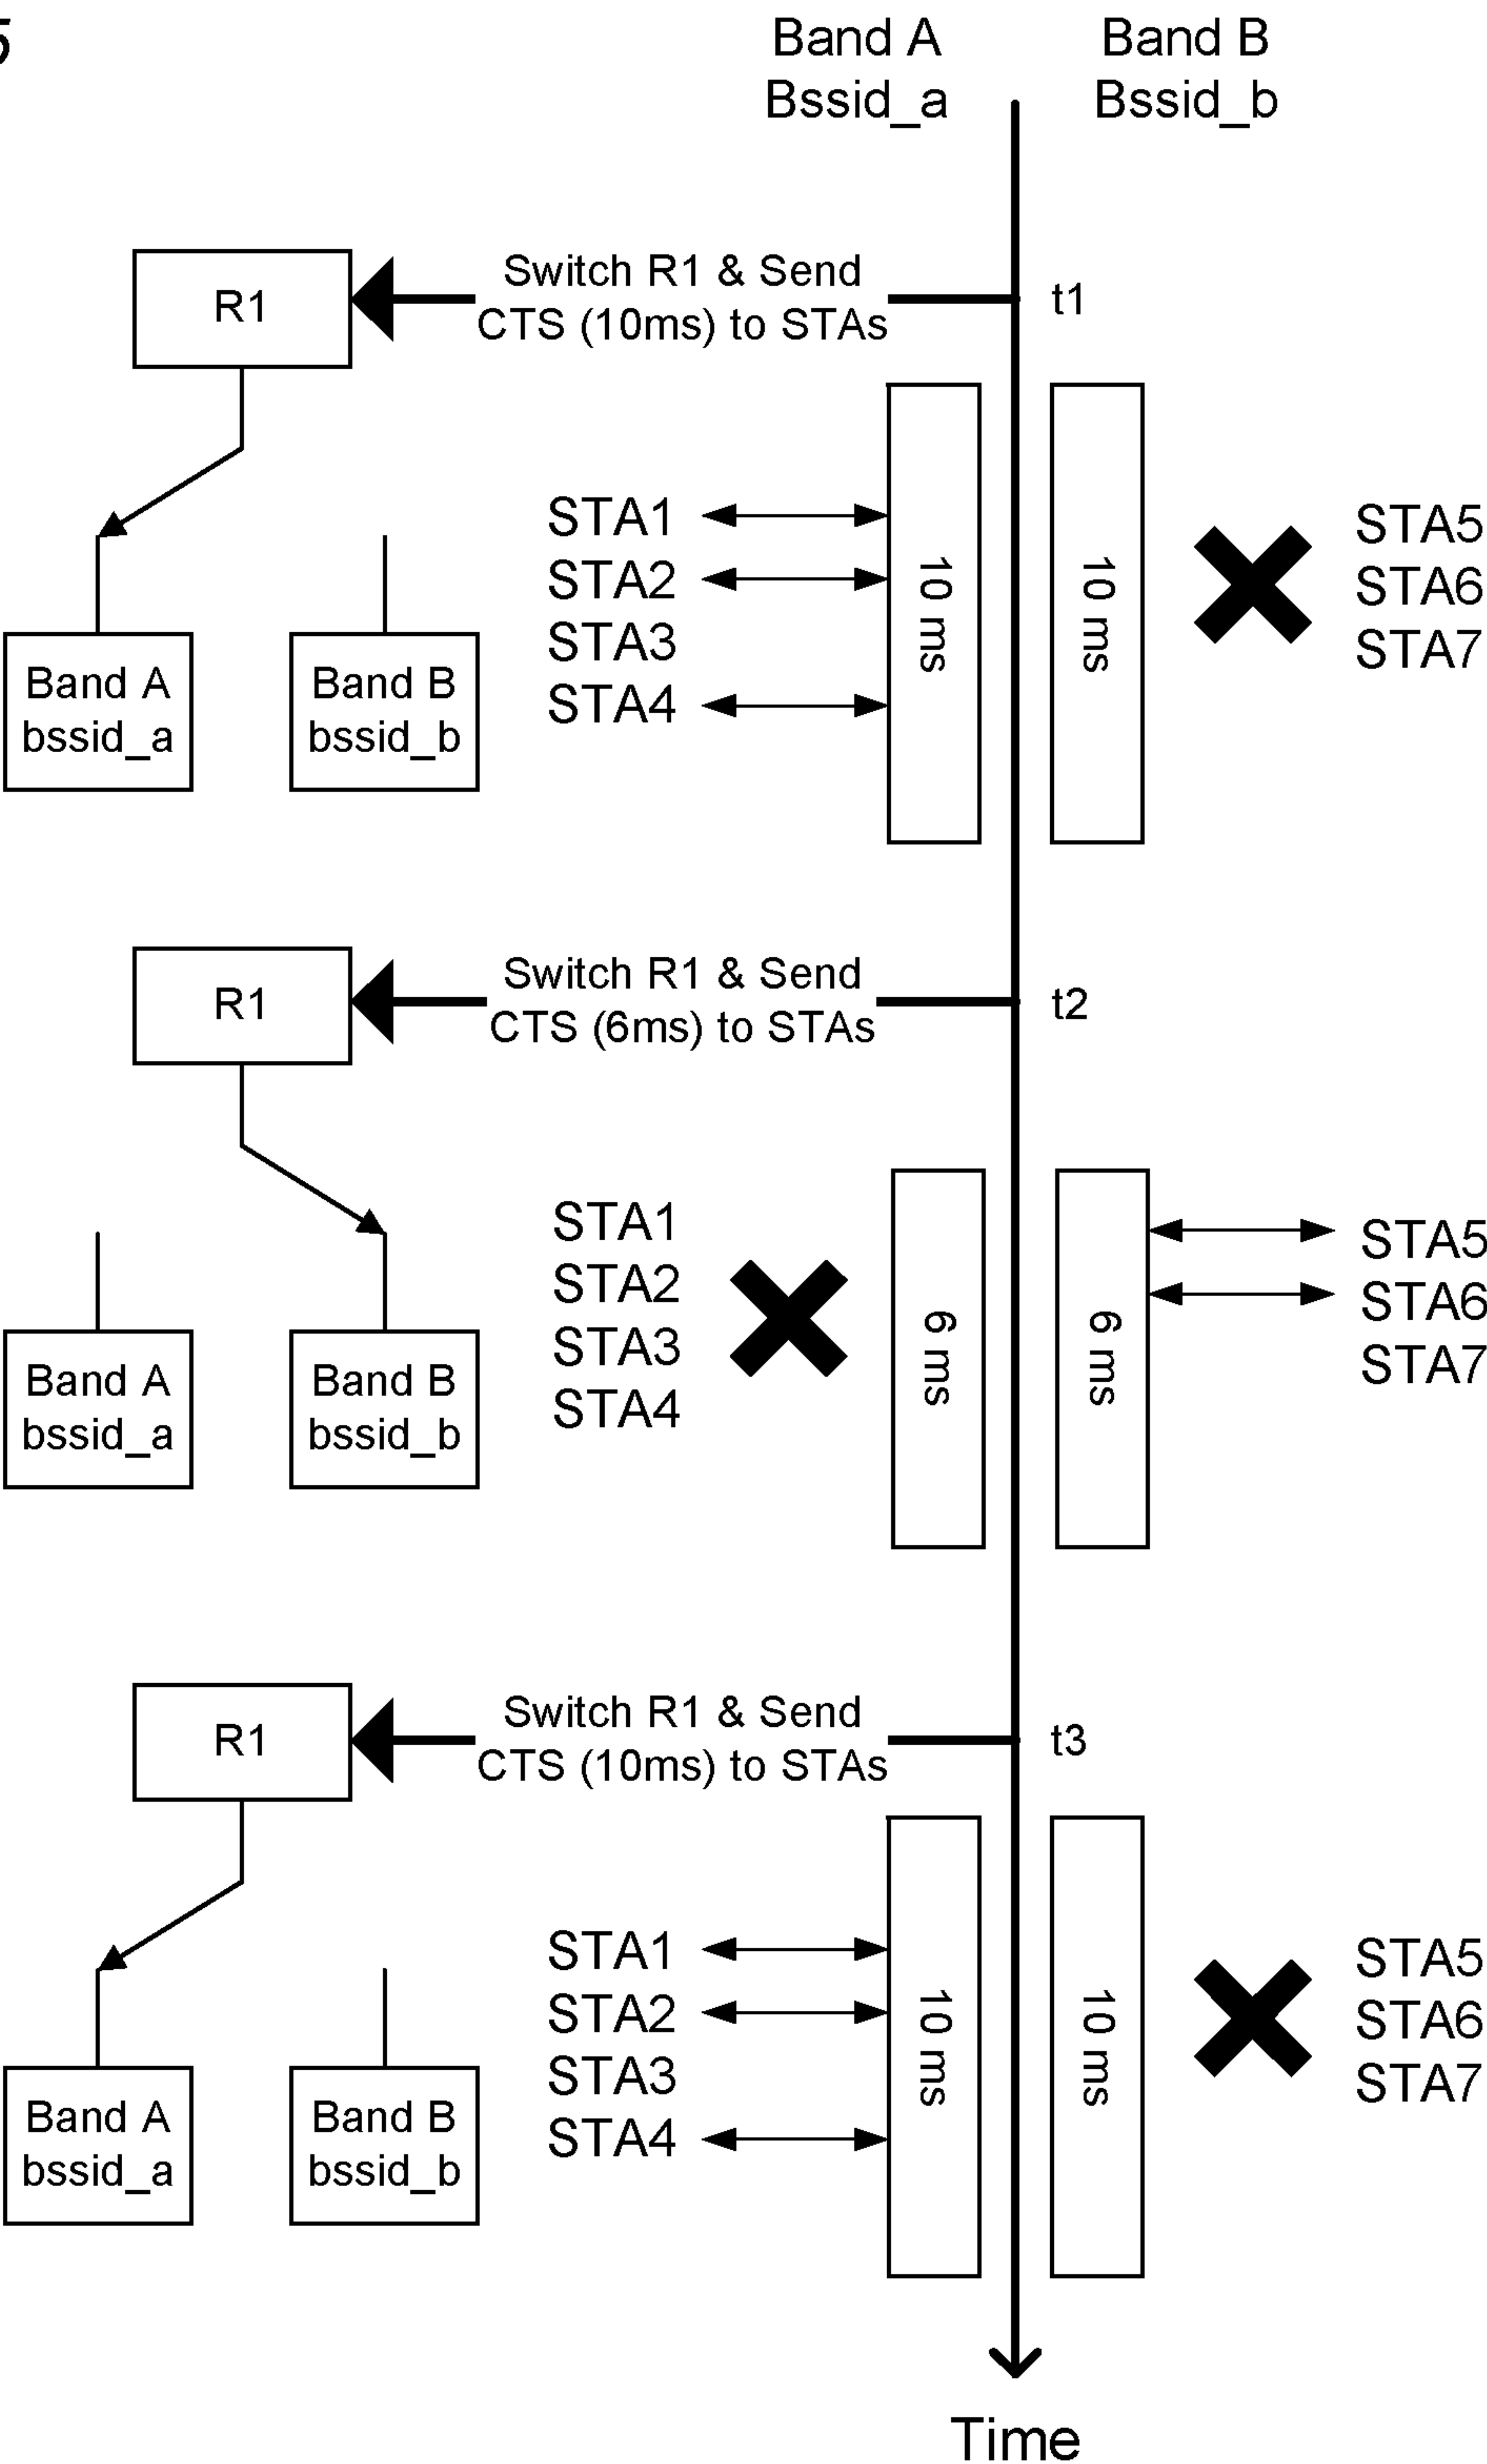 5
Band A
Bssid_a
Band B
Bssid_b
R1
Switch R1 & Send
CTS (10ms) to STAs
t1
STA1
STA2
STA3
STA4
10 ms
10 ms
STA5
STA6
STA7
Band A
bssid_a
Band B
bssid_b
R1
Switch R1 & Send
CTS (6ms) to STAs
t2
STA1
STA2
STA3
STA4
6 ms
6 ms
STA5
STA6
STA7
Band A
bssid_a
Band B
bssid_b
R1
Switch R1 & Send
CTS (10ms) to STAs
t3
STA1
STA2
STA3
STA4
10 ms
10 ms
STA5
STA6
STA7
Band A
bssid_a
Band B
bssid_b
Time